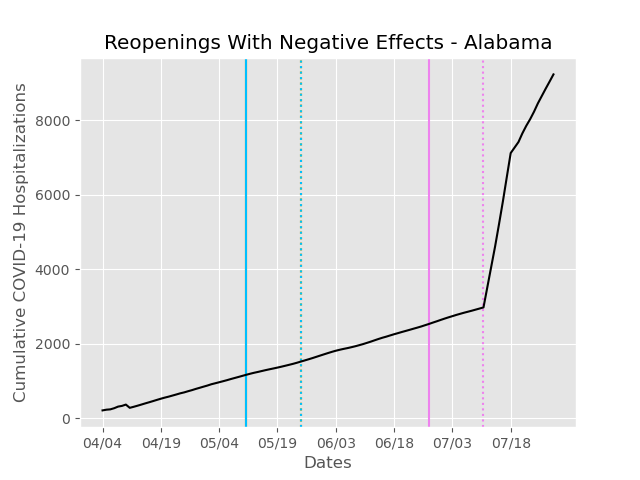 Reopenings With Negative Effects - Alabama
Cumulative COVID-19 Hospitalizations
8000
6000
4000
2000
0
04/04 04/19 05/04 05/19 06/03 06/18 07/03 07/18
Dates